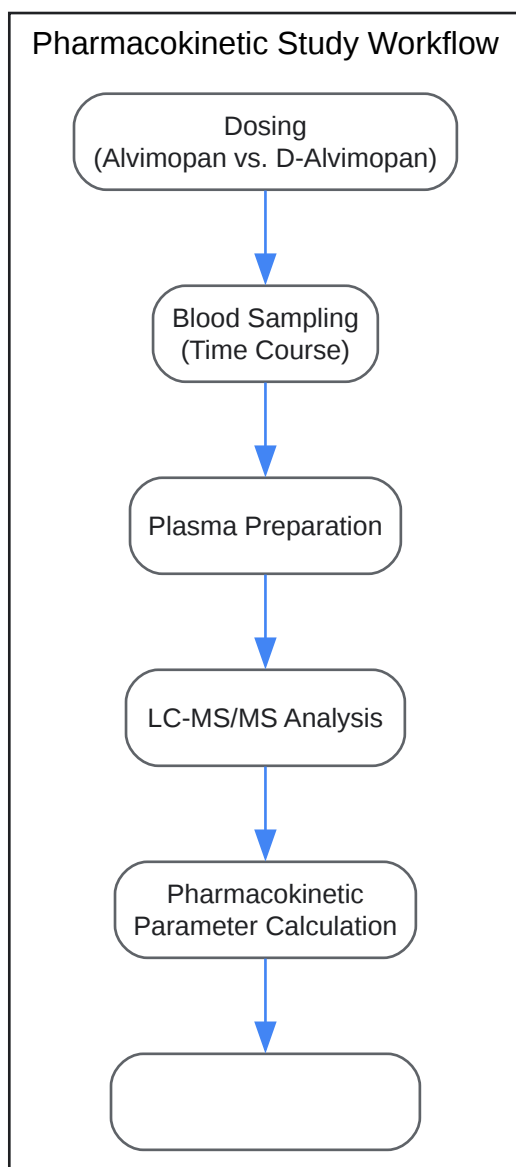 Pharmacokinetic Study Workflow
Dosing
(Alvimopan vs. D-Alvimopan)
Blood Sampling
(Time Course)
Plasma Preparation
LC-MS/MS Analysis
Pharmacokinetic
Parameter Calculation